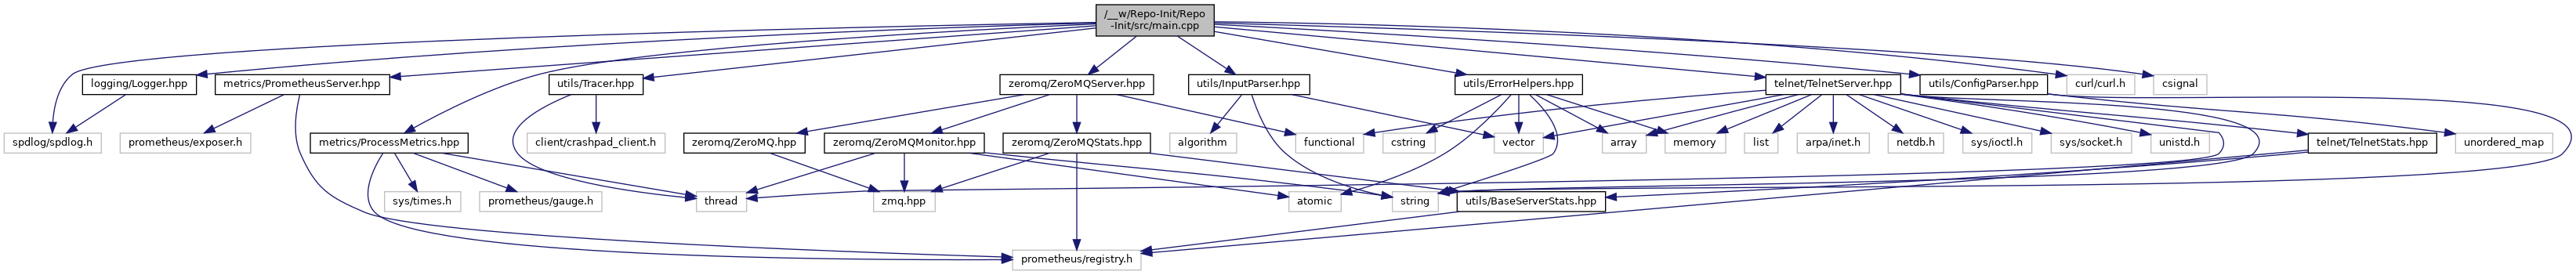 /__w/Repo-Init/Repo
-Init/src/main.cpp
logging/Logger.hpp
metrics/PrometheusServer.hpp
utils/Tracer.hpp
zeromq/ZeroMQServer.hpp
utils/InputParser.hpp
utils/ErrorHelpers.hpp
telnet/TelnetServer.hpp
utils/ConfigParser.hpp
curl/curl.h
csignal
spdlog/spdlog.h
prometheus/exposer.h
metrics/ProcessMetrics.hpp
client/crashpad_client.h
zeromq/ZeroMQ.hpp
zeromq/ZeroMQMonitor.hpp
zeromq/ZeroMQStats.hpp
algorithm
functional
cstring
vector
array
memory
list
arpa/inet.h
netdb.h
sys/ioctl.h
sys/socket.h
unistd.h
telnet/TelnetStats.hpp
unordered_map
sys/times.h
prometheus/gauge.h
thread
zmq.hpp
atomic
string
utils/BaseServerStats.hpp
prometheus/registry.h